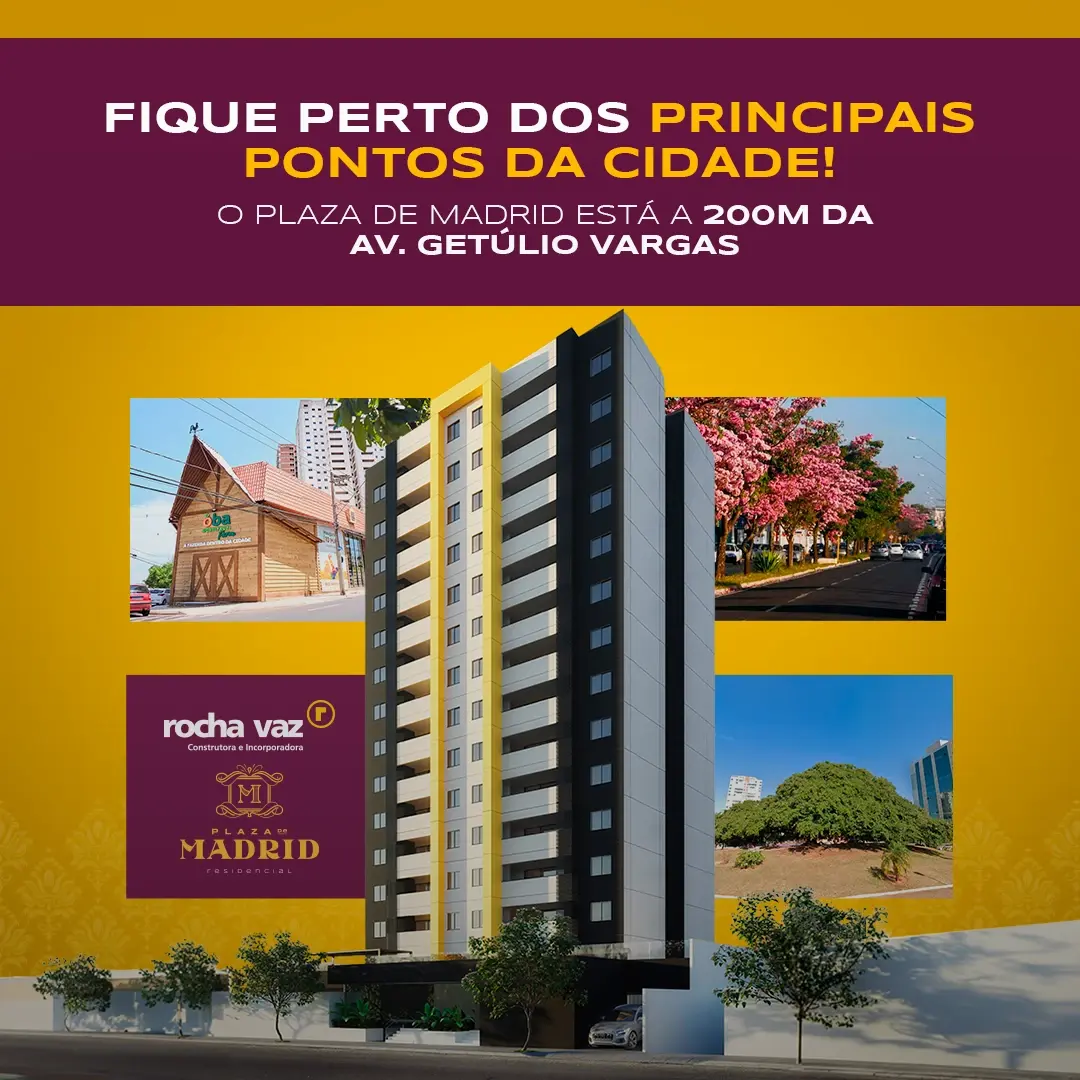 FIQUE PERTO DOS PRINCIPAIS
PONTOS DA CIDADE!
O PLAZA DE MADRID ESTÁ A 200M DA
AV. GETÚLIO VARGAS
oba
A FAZENDA DENTRO DA CIDADE
rocha vaz r
Construtora e Incorporadora
M
PLAZA DE
MADRID
residencial